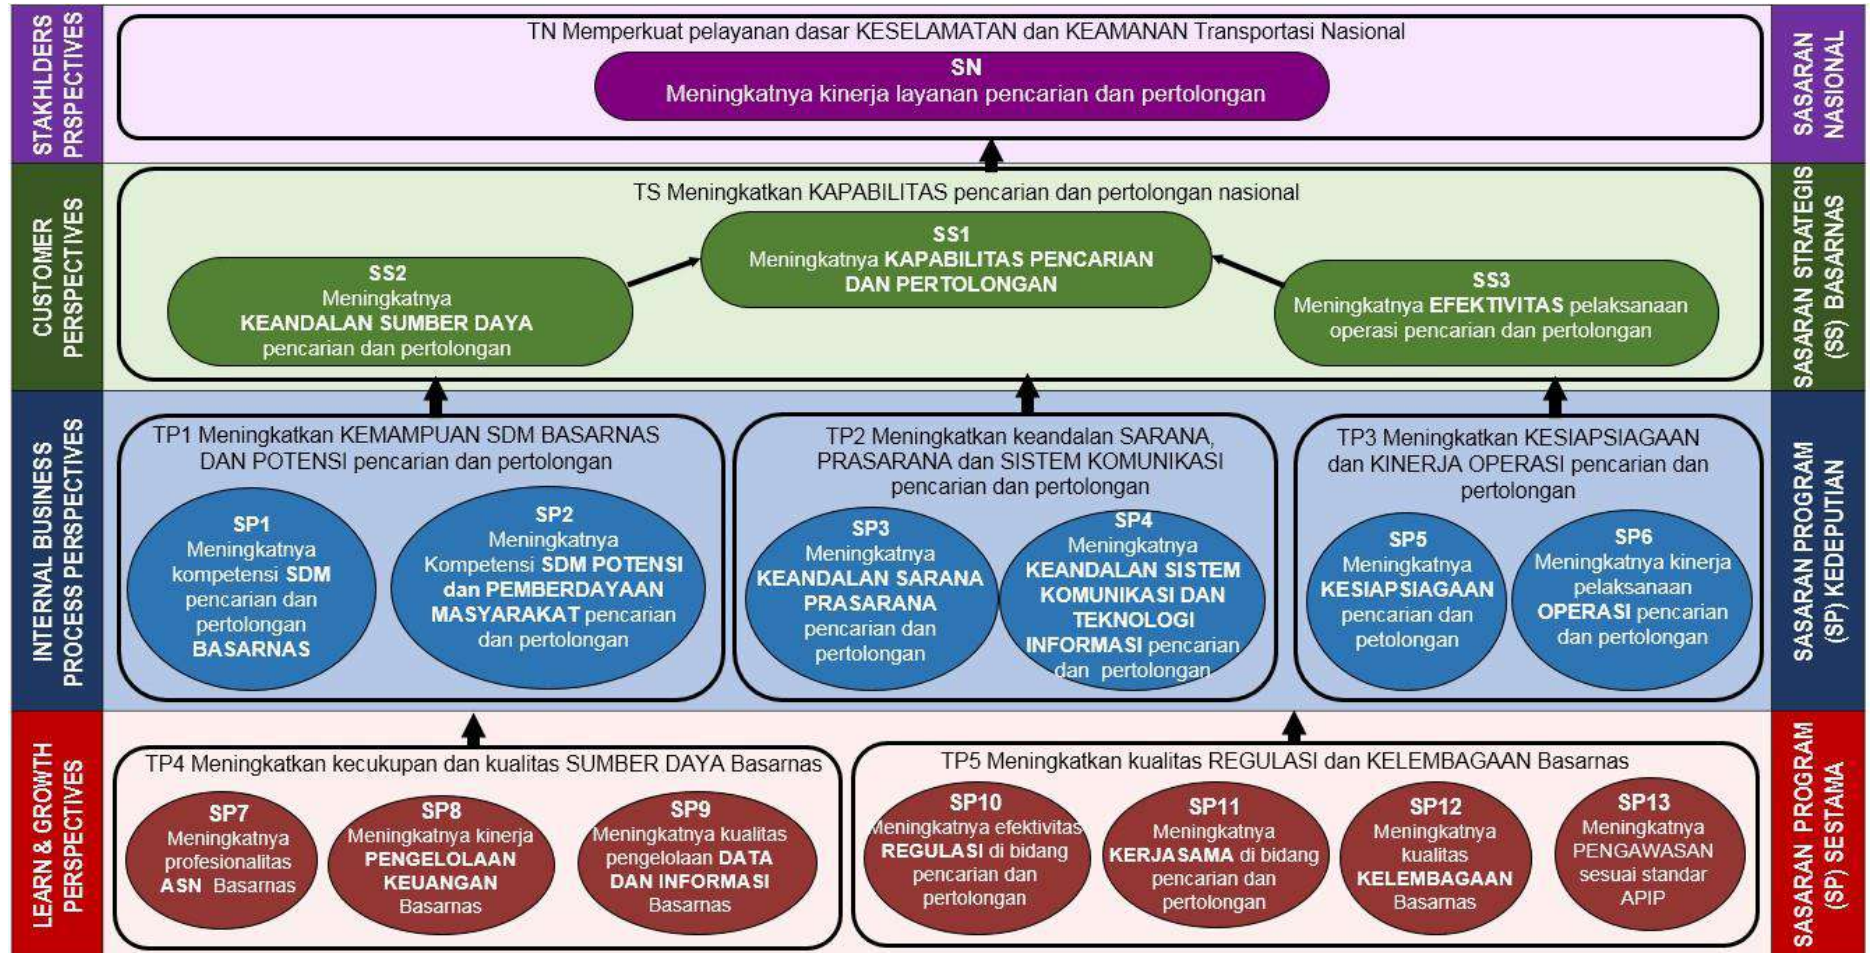 STAKHLDERS
PRSPECTIVES
TN Memperkuat pelayanan dasar KESELAMATAN dan KEAMANAN Transportasi Nasional
SN
Meningkatnya kinerja layanan pencarian dan pertolongan
SASARAN
NASIONAL
CUSTOMER
PERSPECTIVES
TS Meningkatkan KAPABILITAS pencarian dan pertolongan nasional
SS1
Meningkatnya KAPABILITAS PENCARIAN
DAN PERTOLONGAN
SS2
Meningkatnya
KEANDALAN SUMBER DAYA
pencarian dan pertolongan
SS3
Meningkatnya EFEKTIVITAS pelaksanaan
operasi pencarian dan pertolongan
SASARAN STRATEGIS
(SS) BASARNAS
INTERNAL BUSINESS
PROCESS PERSPECTIVES
TP1 Meningkatkan KEMAMPUAN SDM BASARNAS
DAN POTENSI pencarian dan pertolongan
SP1
Meningkatnya
kompetensi SDM
pencarian dan
pertolongan
BASARNAS
SP2
Meningkatnya
Kompetensi SDM POTENSI
dan PEMBERDAYAAN
MASYARAKAT pencarian
dan pertolongan
TP2 Meningkatkan keandalan SARANA,
PRASARANA dan SISTEM KOMUNIKASI
pencarian dan pertolongan
SP3
Meningkatnya
KEANDALAN SARANA
PRASARANA
pencarian dan
pertolongan
SP4
Meningkatnya
KEANDALAN SISTEM
KOMUNIKASI DAN
TEKNOLOGI
INFORMASI pencarian
dan pertolongan
TP3 Meningkatkan KESIAPSIAGAAN
dan KINERJA OPERASI pencarian dan
pertolongan
SP5
Meningkatnya
KESIAPSIAGAAN
pencarian dan
petolongan
SP6
Meningkatnya kinerja
pelaksanaan
OPERASI pencarian
dan pertolongan
SASARAN PROGRAM
(SP) KEDEPUTIAN
LEARN & GROWTH
PERSPECTIVES
TP4 Meningkatkan kecukupan dan kualitas SUMBER DAYA Basarnas
SP7
Meningkatnya
profesionalitas
ASN Basarnas
SP8
Meningkatnya kinerja
PENGELOLAAN
KEUANGAN
Basarnas
SP9
Meningkatnya kualitas
pengelolaan DATA
DAN INFORMASI
Basarnas
TP5 Meningkatkan kualitas REGULASI dan KELEMBAGAAN Basarnas
SP10
Meningkatnya efektivitas
REGULASI di bidang
pencarian dan
pertolongan
SP11
Meningkatnya
KERJASAMA di bidang
pencarian dan
pertolongan
SP12
Meningkatnya
kualitas
KELEMBAGAAN
Basarnas
SP13
Meningkatnya
PENGAWASAN
sesuai standar
APIP
SASARAN PROGRAM
(SP) SESTAMA